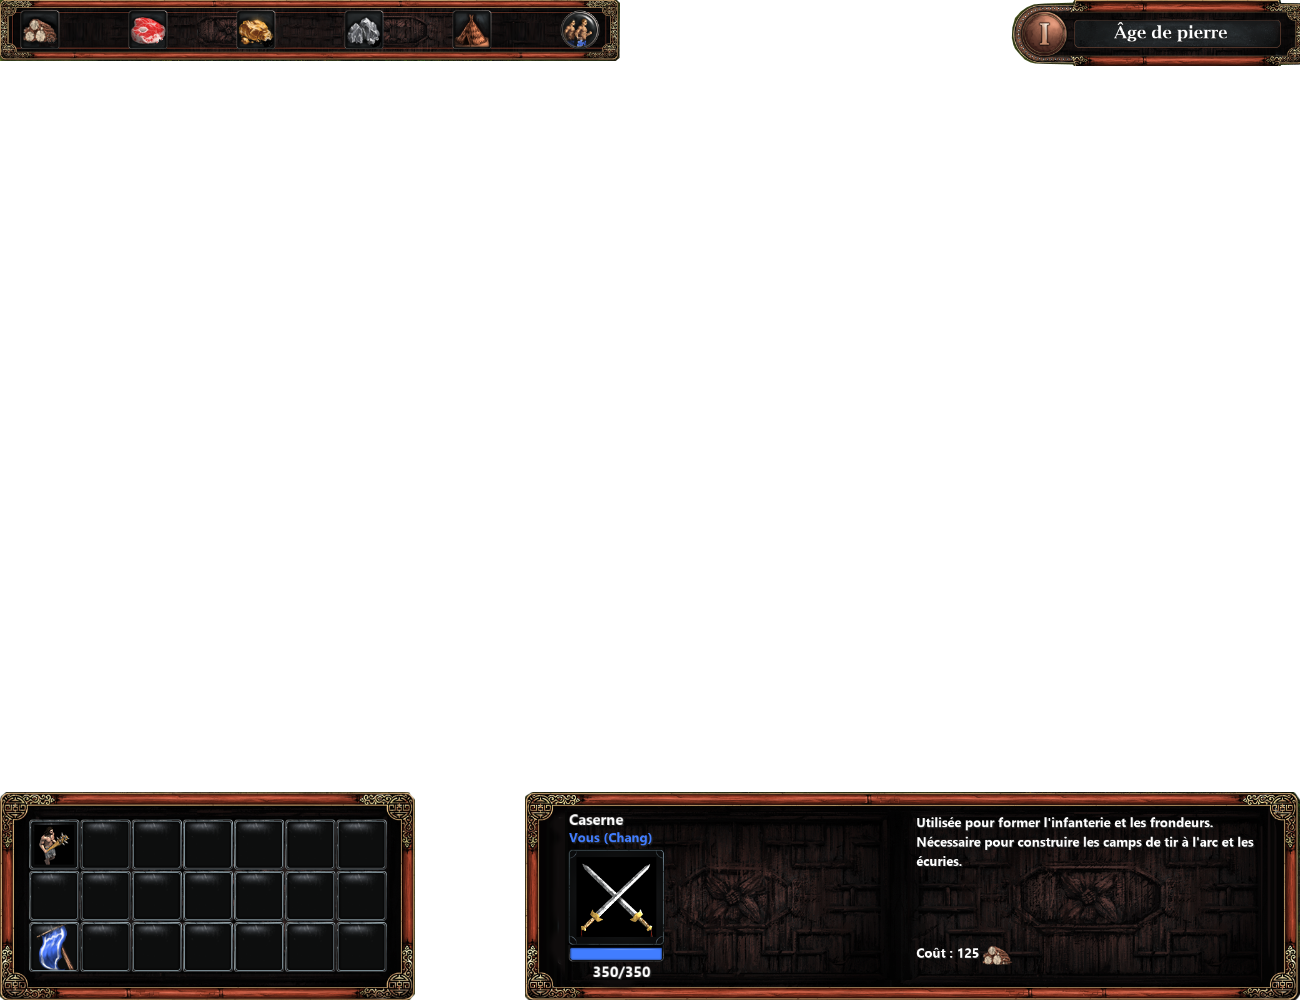 I
Âge de pierre
Caserne
Vous (Chang)
350/350
Utilisée pour former l'infanterie et les frondeurs.
Nécessaire pour construire les camps de tir à l'arc et les
écuries.
Coût : 125